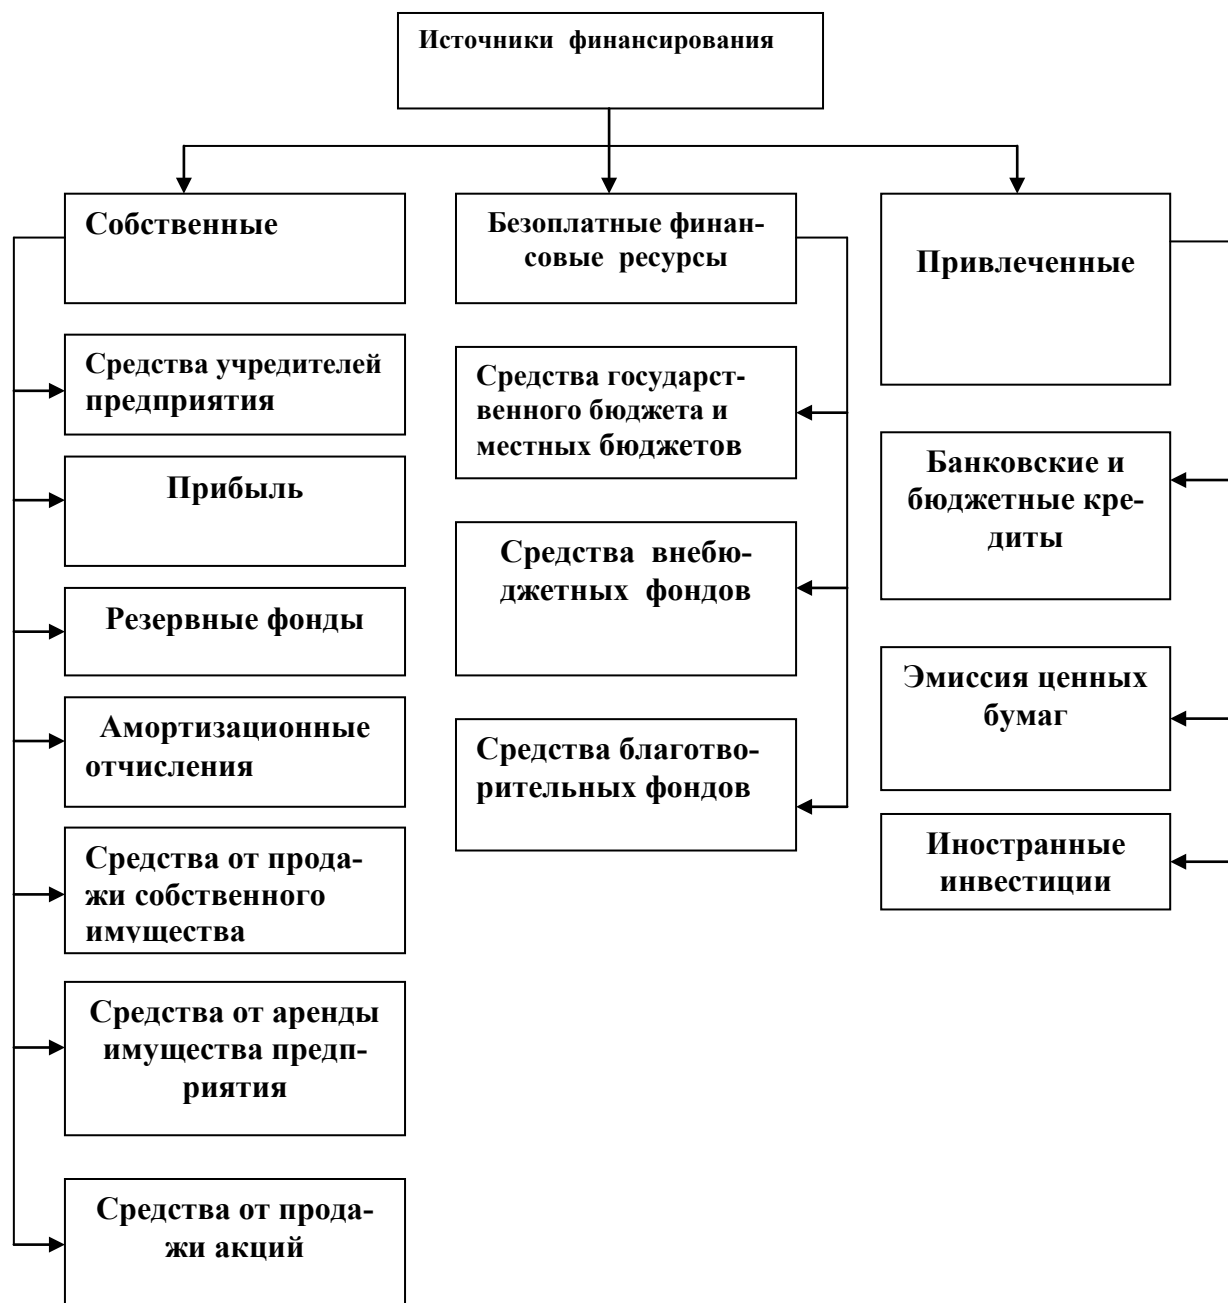 Источники финансирования
Собственные
Средства учредителей
предприятия
Прибыль
Резервные фонды
Амортизационные
отчисления
Средства от прода-
жи собственного
имущества
Средства от аренды
имущества предп-
риятия
Средства от прода-
жи акций
Безоплатные финан-
совые ресурсы
Средства государст-
венного бюджета и
местных бюджетов
Средства внебю-
джетных фондов
Средства благотво-
рительных фондов
Привлеченные
Банковские и
бюджетные кре-
диты
Эмиссия ценных
бумаг
Иностранные
инвестиции